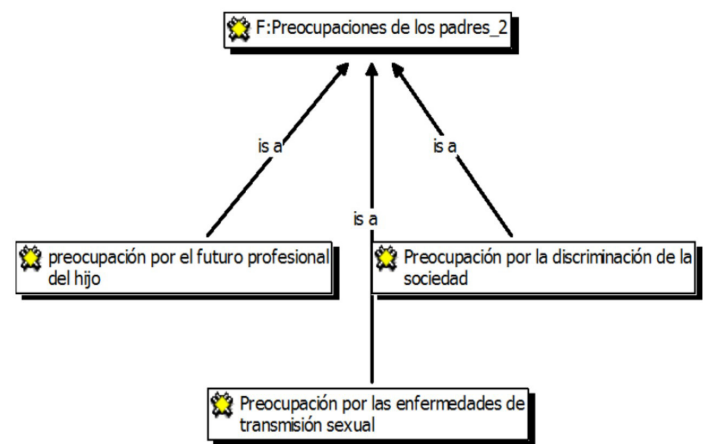 F:Preocupaciones de los padres_2
is a
is a
is a
preocupación por el futuro profesional
del hijo
Preocupación por la discriminación de la
sociedad
Preocupación por las enfermedades de
transmisión sexual